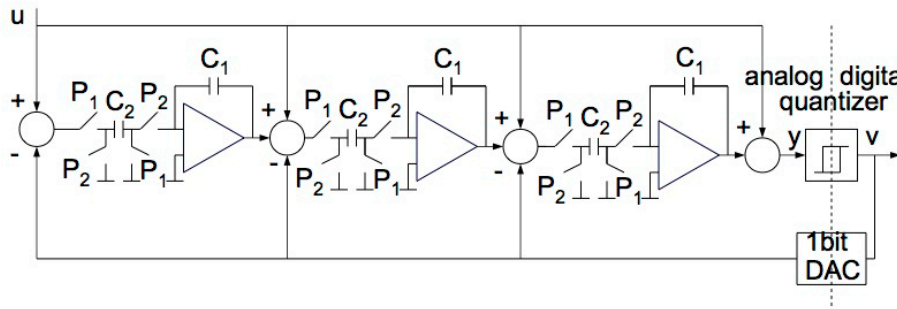 u
C₁
C₁
C₁
analog digital
quantizer
P₁
C₂
P₂
P₁
C₂
P₂
P₁
C₂
P₂
+
+
+
+
y
v
-
-
-
P₂
P₁
P₂
P₁
P₂
P₁
1bit
DAC